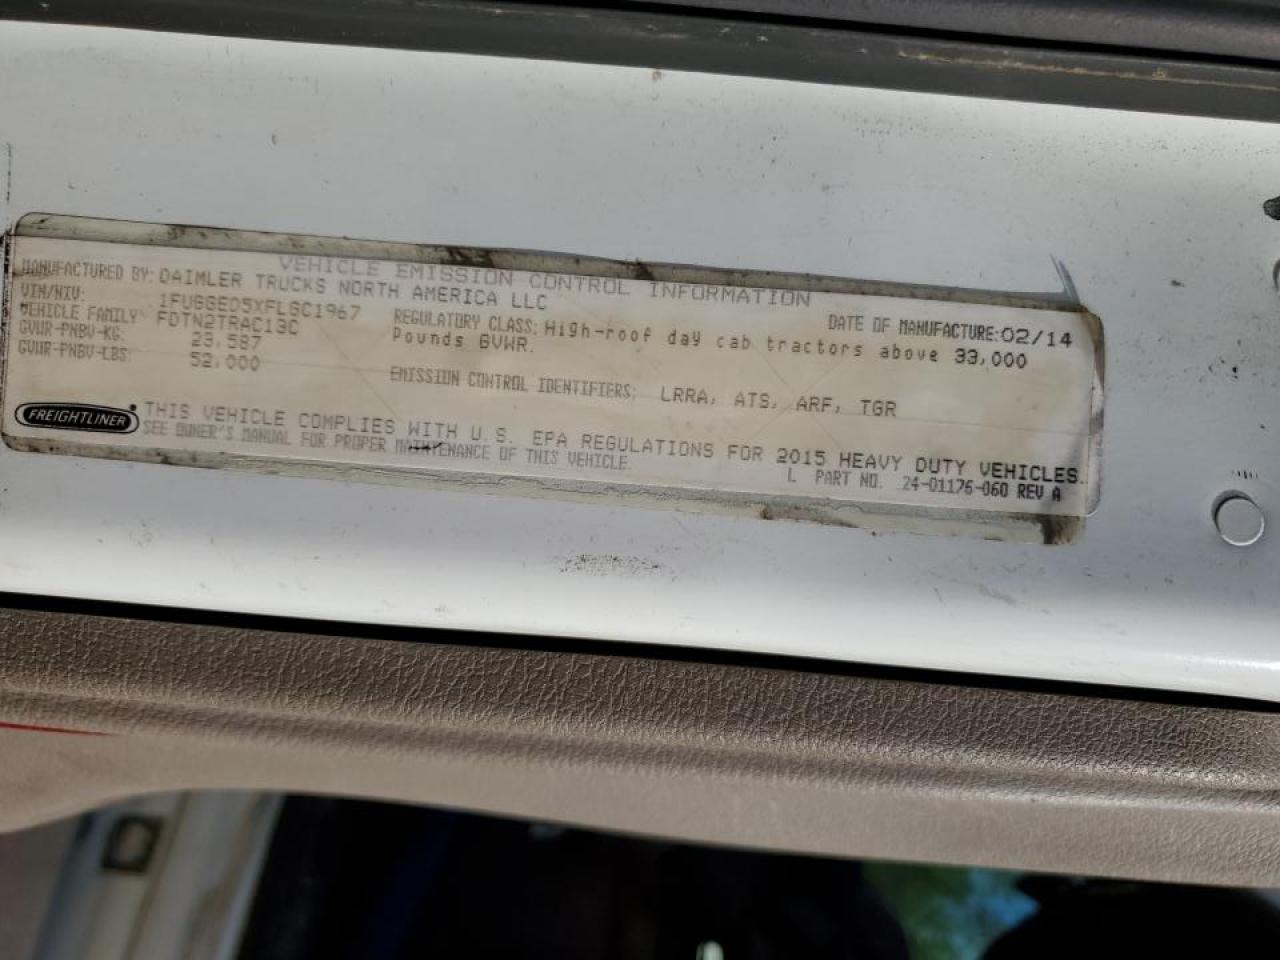 VEHICLE EMISSION CONTROL INFORMATION
MANUFACTURED BY: DAIMLER TRUCKS NORTH AMERICA LLC
VIN/NIV: 1FUGGED5XFLGC1967
DATE OF MANUFACTURE: 02/14
VEHICLE FAMILY: FDTN2TRAC13C
REGULATORY CLASS: High-roof day cab tractors above 33,000
Pounds GVWR.
GVWR-PNBV-KG: 23,587
GVWR-PNBV-LBS: 52,000
EMISSION CONTROL IDENTIFIERS: LRRA, ATS, ARF, TGR
FREIGHTLINER
THIS VEHICLE COMPLIES WITH U.S. EPA REGULATIONS FOR 2015 HEAVY DUTY VEHICLES.
SEE OWNER'S MANUAL FOR PROPER MAINTENANCE OF THIS VEHICLE.
L PART NO. 24-01176-060 REV A